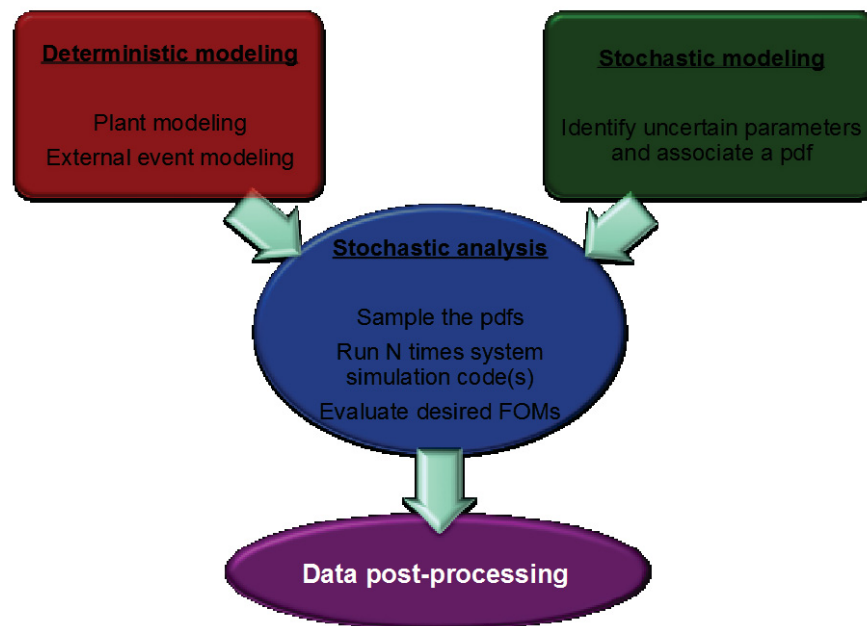 Deterministic modeling
Plant modeling
External event modeling
Stochastic modeling
Identify uncertain parameters
and associate a pdf
Stochastic analysis
Sample the pdfs
Run N times system
simulation code(s)
Evaluate desired FOMs
Data post-processing